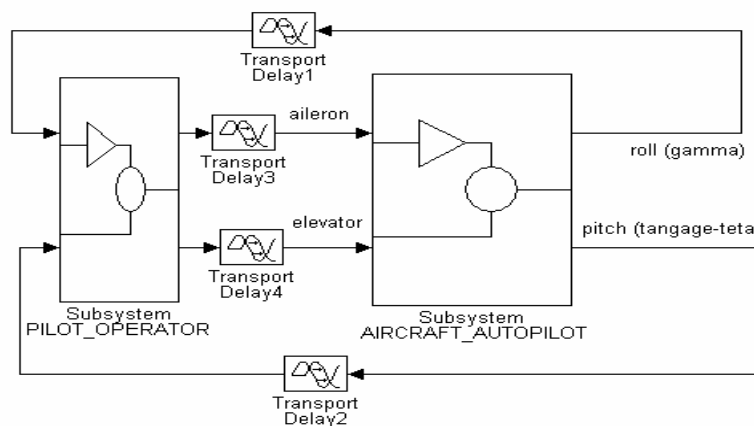 Transport
Delay1
aileron
Transport
Delay3
roll (gamma)
elevator
pitch (tangage-teta
Transport
Delay4
Subsystem
PILOT_OPERATOR
Subsystem
AIRCRAFT_AUTOPILOT
Transport
Delay2